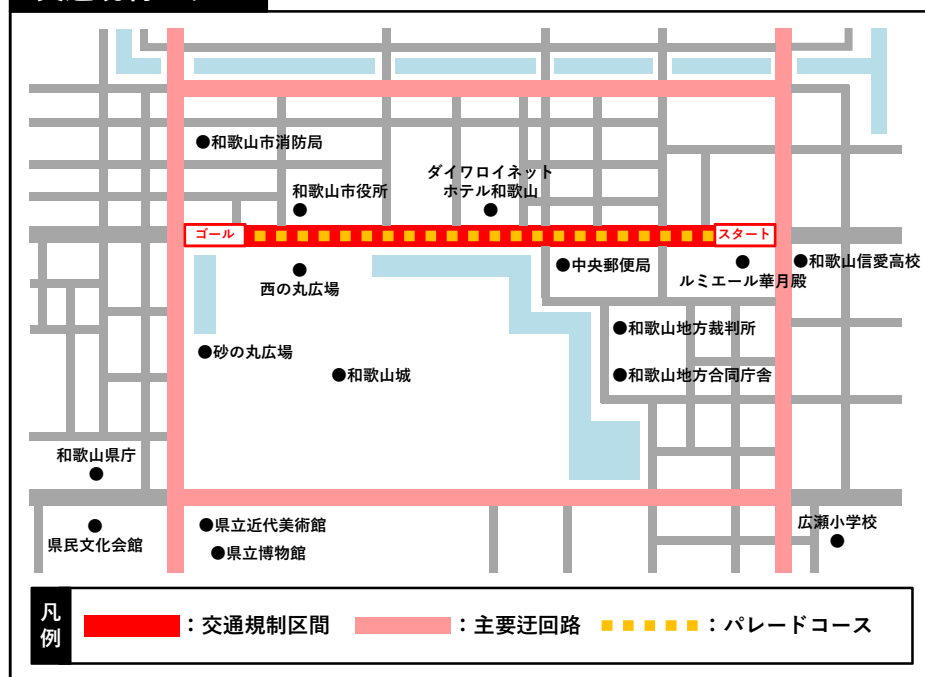 ●和歌山市消防局
ダイワロイネット
ホテル和歌山
和歌山市役所
ゴール
スタート
●中央郵便局
ルミエール華月殿
●和歌山信愛高校
西の丸広場
●和歌山地方裁判所
●砂の丸広場
●和歌山城
●和歌山地方合同庁舎
和歌山県庁
県民文化会館
●県立近代美術館
●県立博物館
広瀬小学校
凡例
：交通規制区間
：主要迂回路
：パレードコース